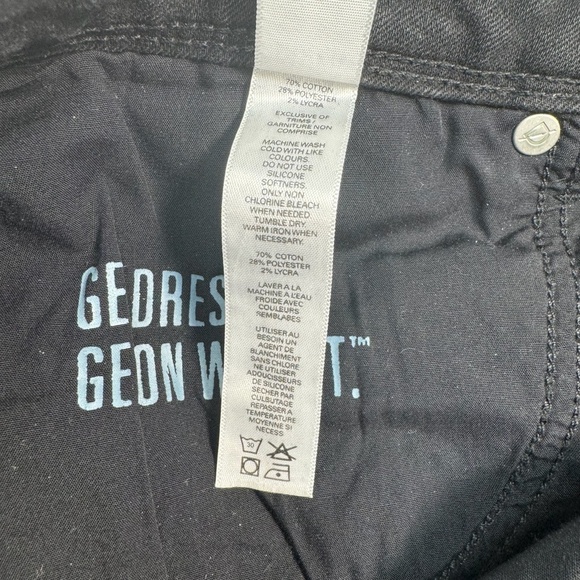 70% COTTON
28% POLYESTER
2% LYCRA
EXCLUSIVE OF
TRIMS /
GARNITURE NON
COMPRISE
MACHINE WASH
COLD WITH LIKE
COLOURS.
DO NOT USE
SILICONE
SOFTNERS.
ONLY NON
CHLORINE BLEACH
WHEN NEEDED
TUMBLE DRY.
WARM IRON WHEN
NECESSARY.
70% COTON
28% POLYESTER
2% LYCRA
LAVER A LA
MACHINE A L'EAU
FROIDE AVEC
COULEURS
SEMBLABES
UTILISER AU
BESOIN UN
AGENT DE
BLANCHIMENT
SANS CHLORE
NE UTILISER
ADOUCISSEURS
DE SILICONE
SECHER PAR
CULBUTAGE
REPASSER A
TEMPERATURE
MOYENNE SI
NECESS
30
GEDRES
GEDN W T.™